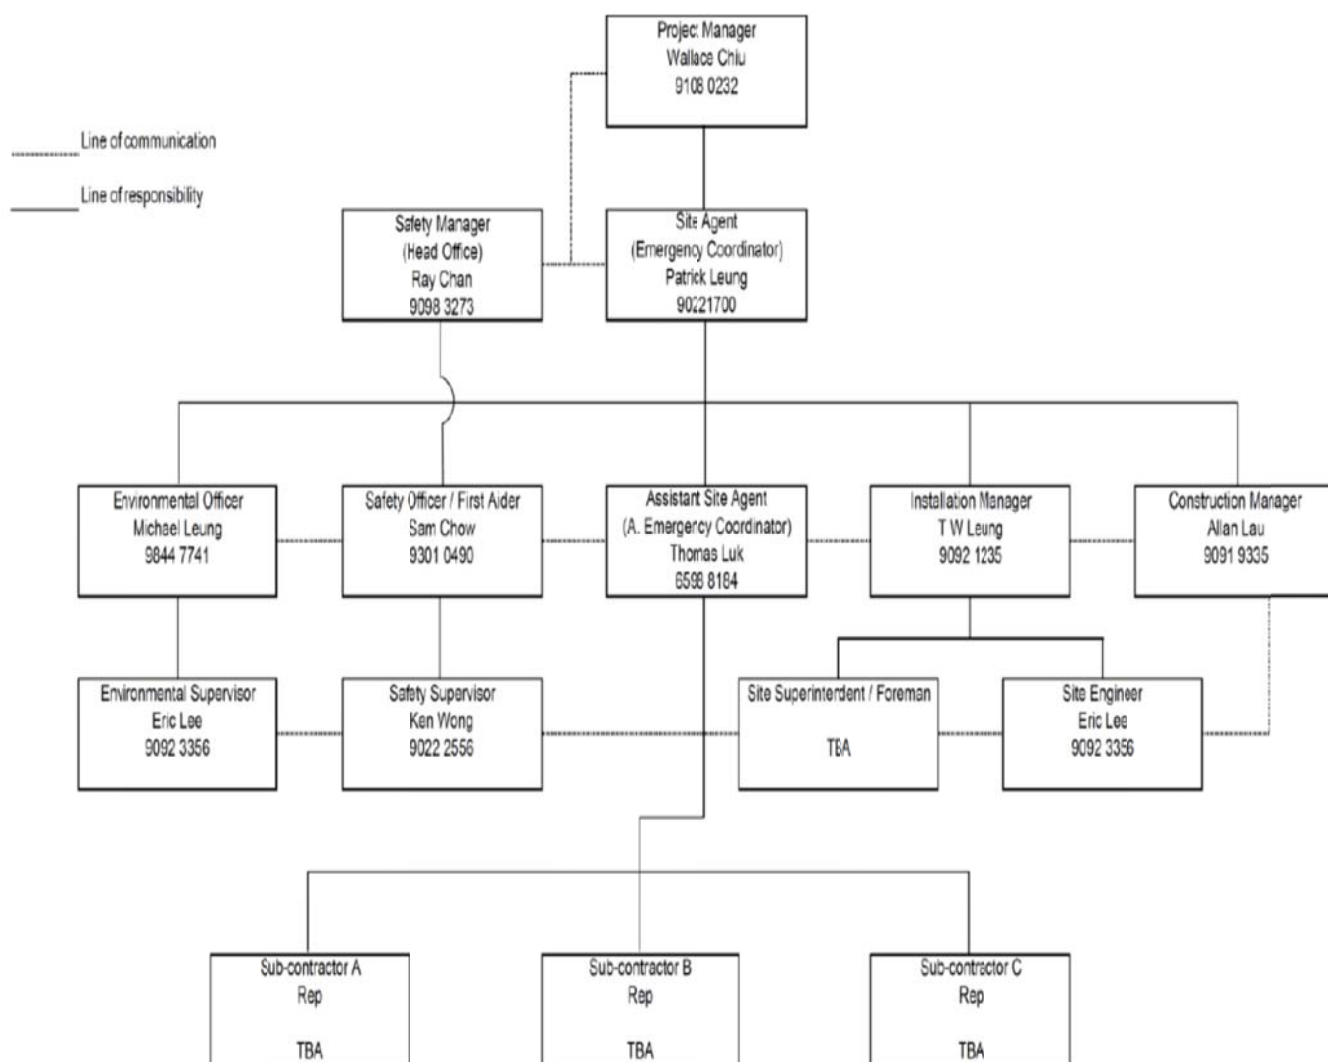 Project Manager
Wallace Chiu
9108 0232
Line of communication
Line of responsibility
Safety Manager
(Head Office)
Ray Chan
9098 3273
Site Agent
(Emergency Coordinator)
Patrick Leung
90221700
Environmental Officer
Michael Leung
9844 7741
Safety Officer / First Aider
Sam Chow
9301 0490
Assistant Site Agent
(A. Emergency Coordinator)
Thomas Luk
6598 8184
Installation Manager
T W Leung
9092 1235
Construction Manager
Allan Lau
9091 9335
Environmental Supervisor
Eric Lee
9092 3356
Safety Supervisor
Ken Wong
9022 2556
Site Superintendent / Foreman
TBA
Site Engineer
Eric Lee
9092 3356
Sub-contractor A
Rep
TBA
Sub-contractor B
Rep
TBA
Sub-contractor C
Rep
TBA